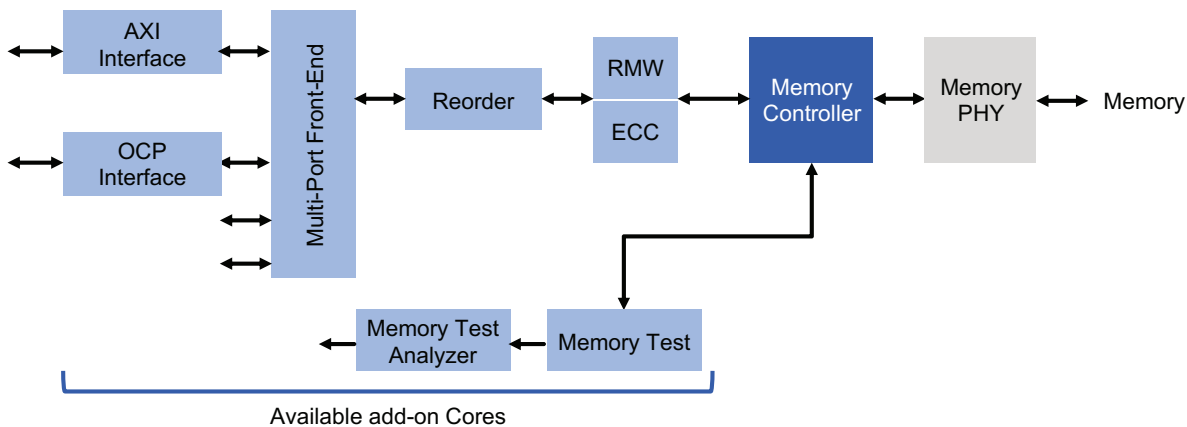 AXI
Interface
OCP
Interface
Multi-Port Front-End
Reorder
RMW
ECC
Memory
Controller
Memory
PHY
Memory
Memory Test
Analyzer
Memory Test
Available add-on Cores